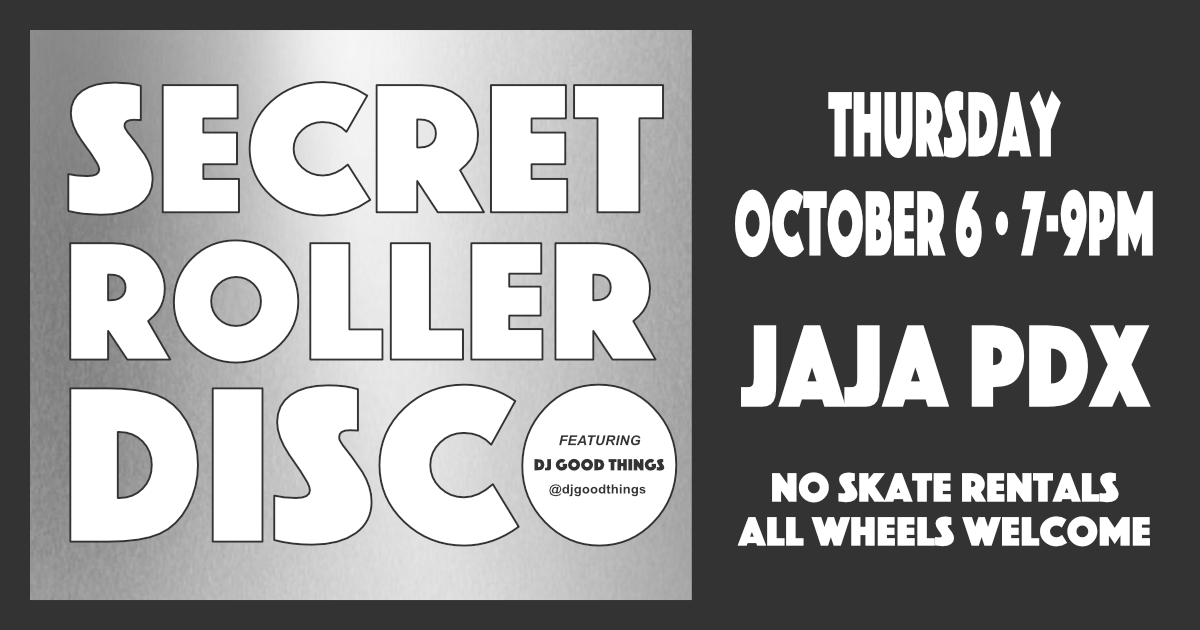 SECRET
ROLLER
DISCO
FEATURING
DJ GOOD THINGS
@djgoodthings
THURSDAY
OCTOBER 6 • 7-9PM
JAJA PDX
NO SKATE RENTALS
ALL WHEELS WELCOME